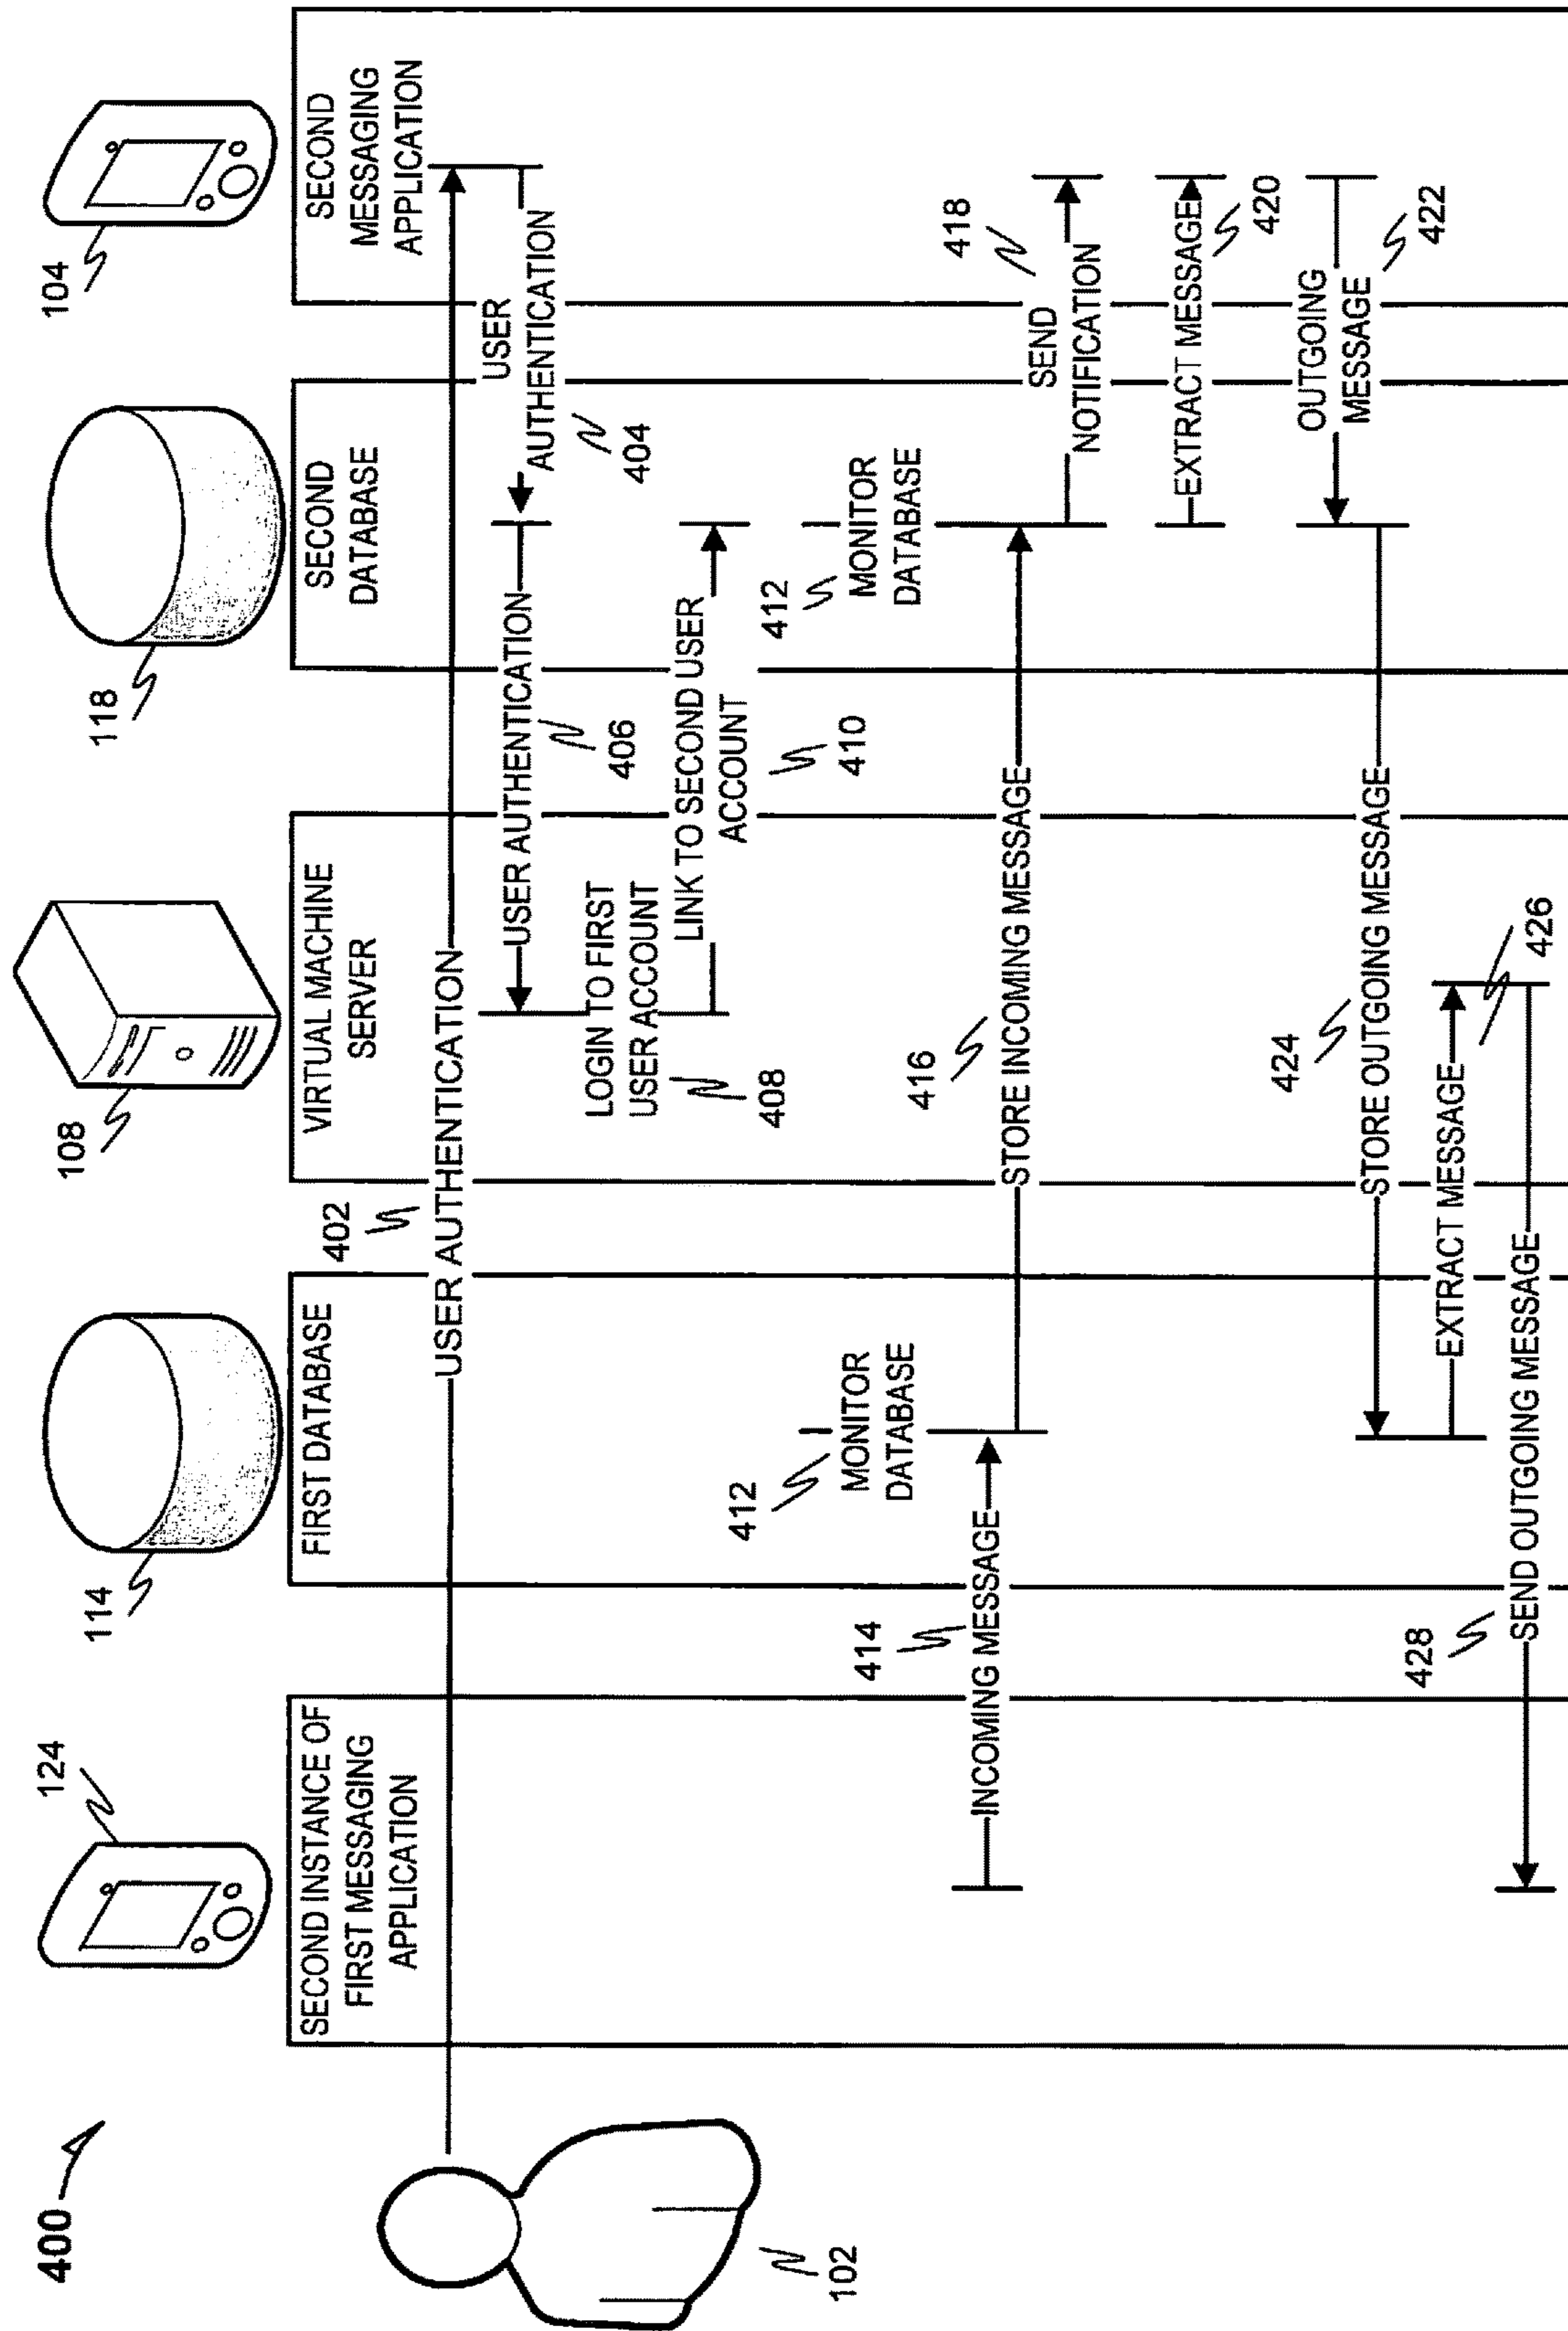 400
102
124
SECOND INSTANCE OF
FIRST MESSAGING
APPLICATION
114
FIRST DATABASE
108
VIRTUAL MACHINE
SERVER
118
SECOND
DATABASE
104
SECOND
MESSAGING
APPLICATION
402
USER AUTHENTICATION
USER
AUTHENTICATION
404
USER AUTHENTICATION
406
LOGIN TO FIRST
USER ACCOUNT
408
LINK TO SECOND USER
ACCOUNT
410
412
MONITOR
DATABASE
412
MONITOR
DATABASE
414
INCOMING MESSAGE
416
STORE INCOMING MESSAGE
418
SEND
NOTIFICATION
EXTRACT MESSAGE
420
OUTGOING
MESSAGE
422
424
STORE OUTGOING MESSAGE
EXTRACT MESSAGE
426
428
SEND OUTGOING MESSAGE